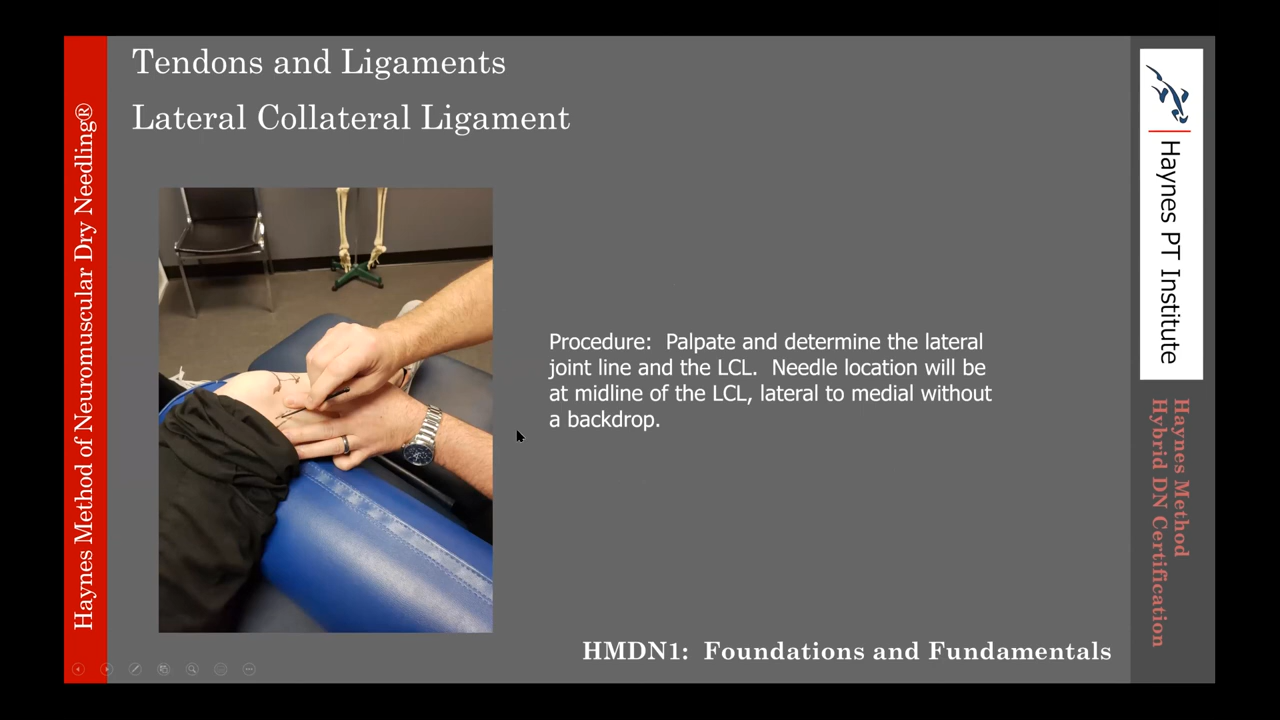 Haynes Method of Neuromuscular Dry Needling®
Tendons and Ligaments
Lateral Collateral Ligament
Procedure: Palpate and determine the lateral
joint line and the LCL. Needle location will be
at midline of the LCL, lateral to medial without
a backdrop.
HMDN1: Foundations and Fundamentals
Haynes PT Institute
Haynes Method
Hybrid DN Certification